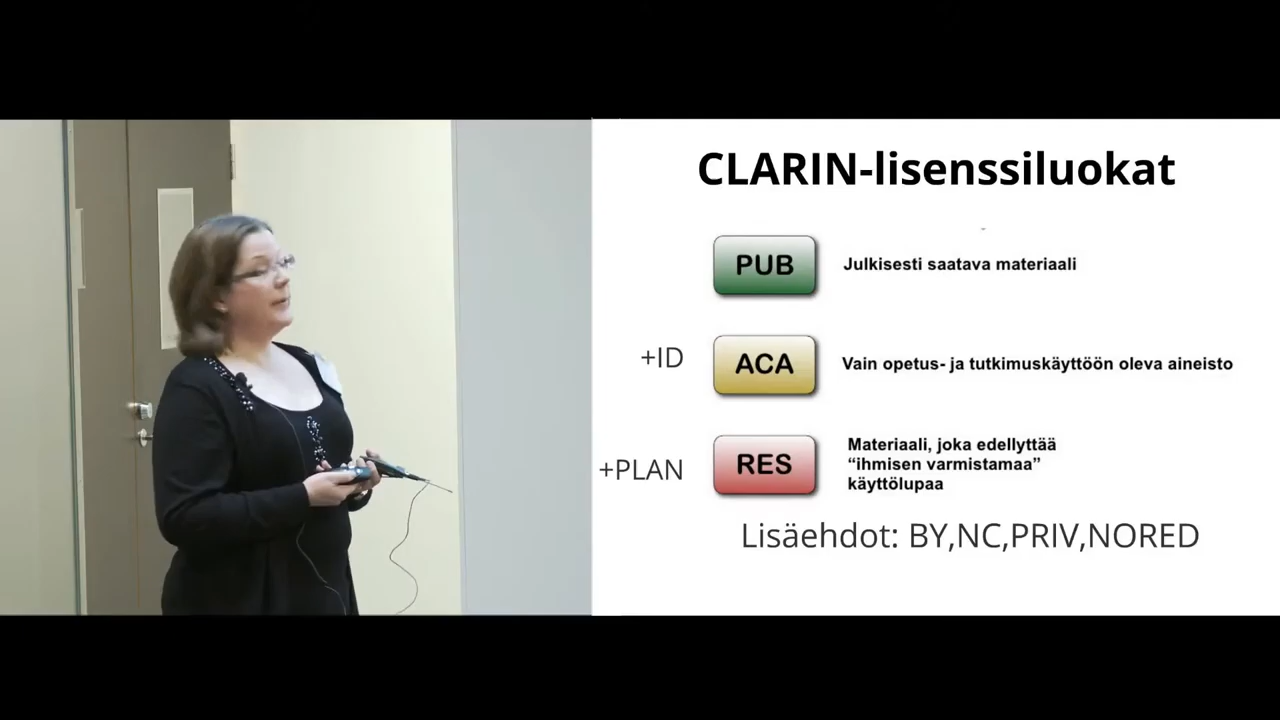 CLARIN-lisenssiluokat
PUB
Julkisesti saatava materiaali
+ID
ACA
Vain opetus- ja tutkimuskäyttöön oleva aineisto
+PLAN
RES
Materiaali, joka edellyttää
“ihmisen varmistamaa”
käyttölupaa
Lisäehdot: BY,NC,PRIV,NORED